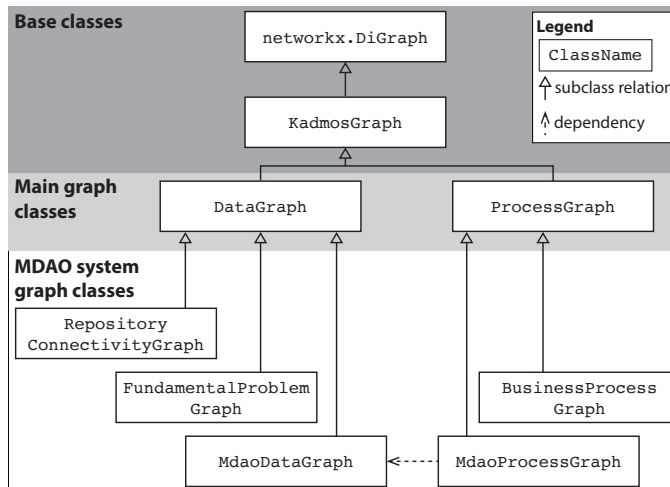 Base classes
networkx.DiGraph
KadmosGraph
Legend
ClassName
subclass relation
dependency
Main graph
classes
DataGraph
ProcessGraph
MDAO system
graph classes
Repository
ConnectivityGraph
FundamentalProblem
Graph
BusinessProcess
Graph
MdaoDataGraph
MdaoProcessGraph